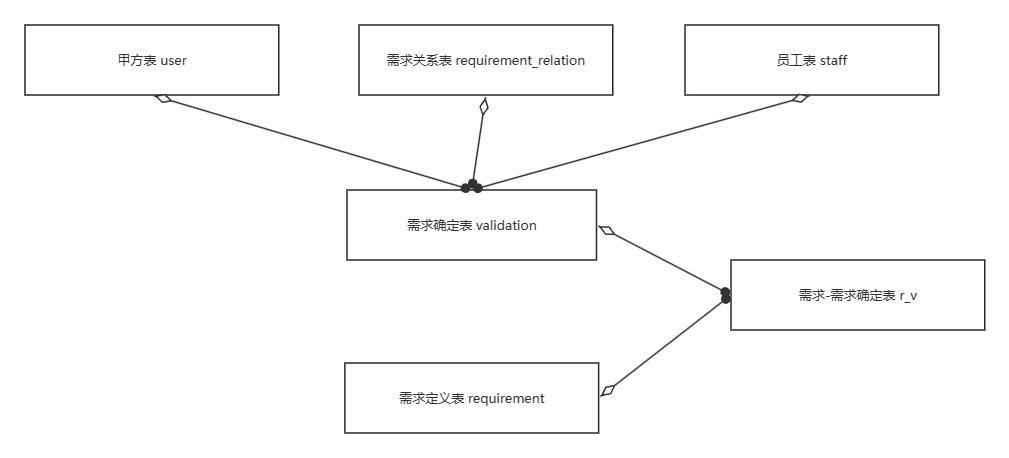 甲方表 user
需求关系表 requirement_relation
员工表 staff
需求确定表 validation
需求-需求确定表 r_v
需求定义表 requirement